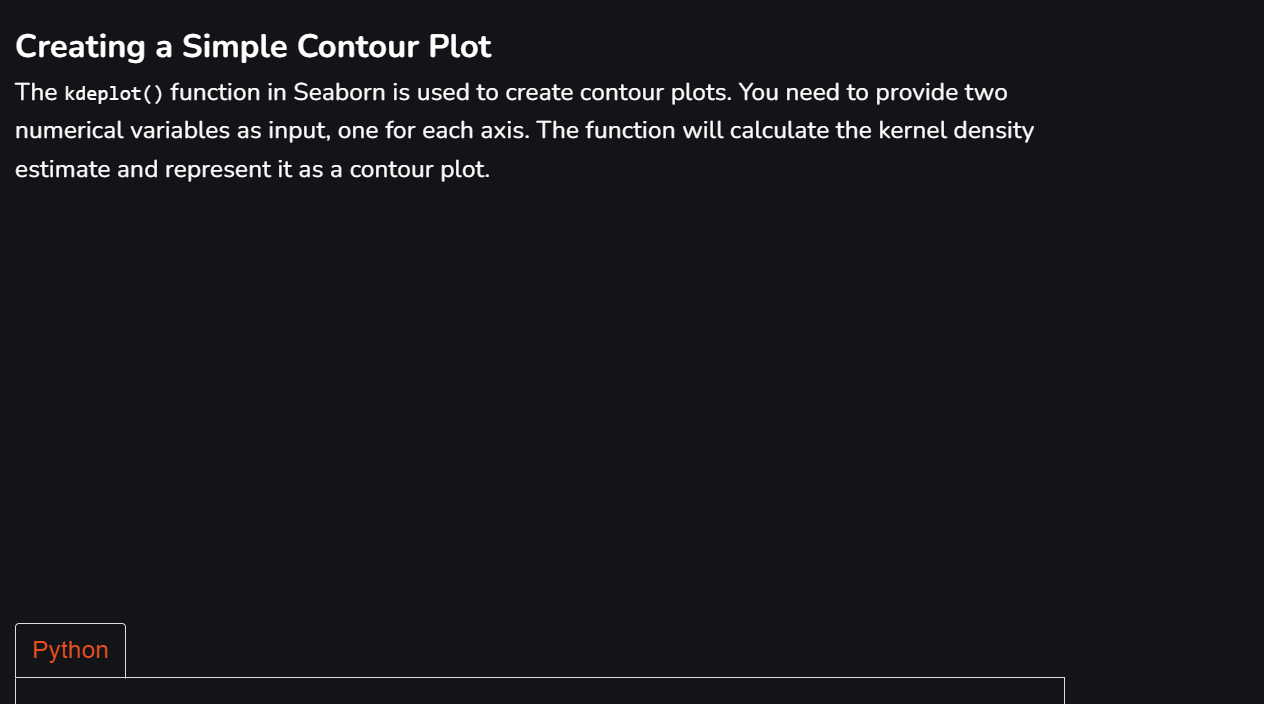 Creating a Simple Contour Plot
The kdeplot() function in Seaborn is used to create contour plots. You need to provide two
numerical variables as input, one for each axis. The function will calculate the kernel density
estimate and represent it as a contour plot.
Python